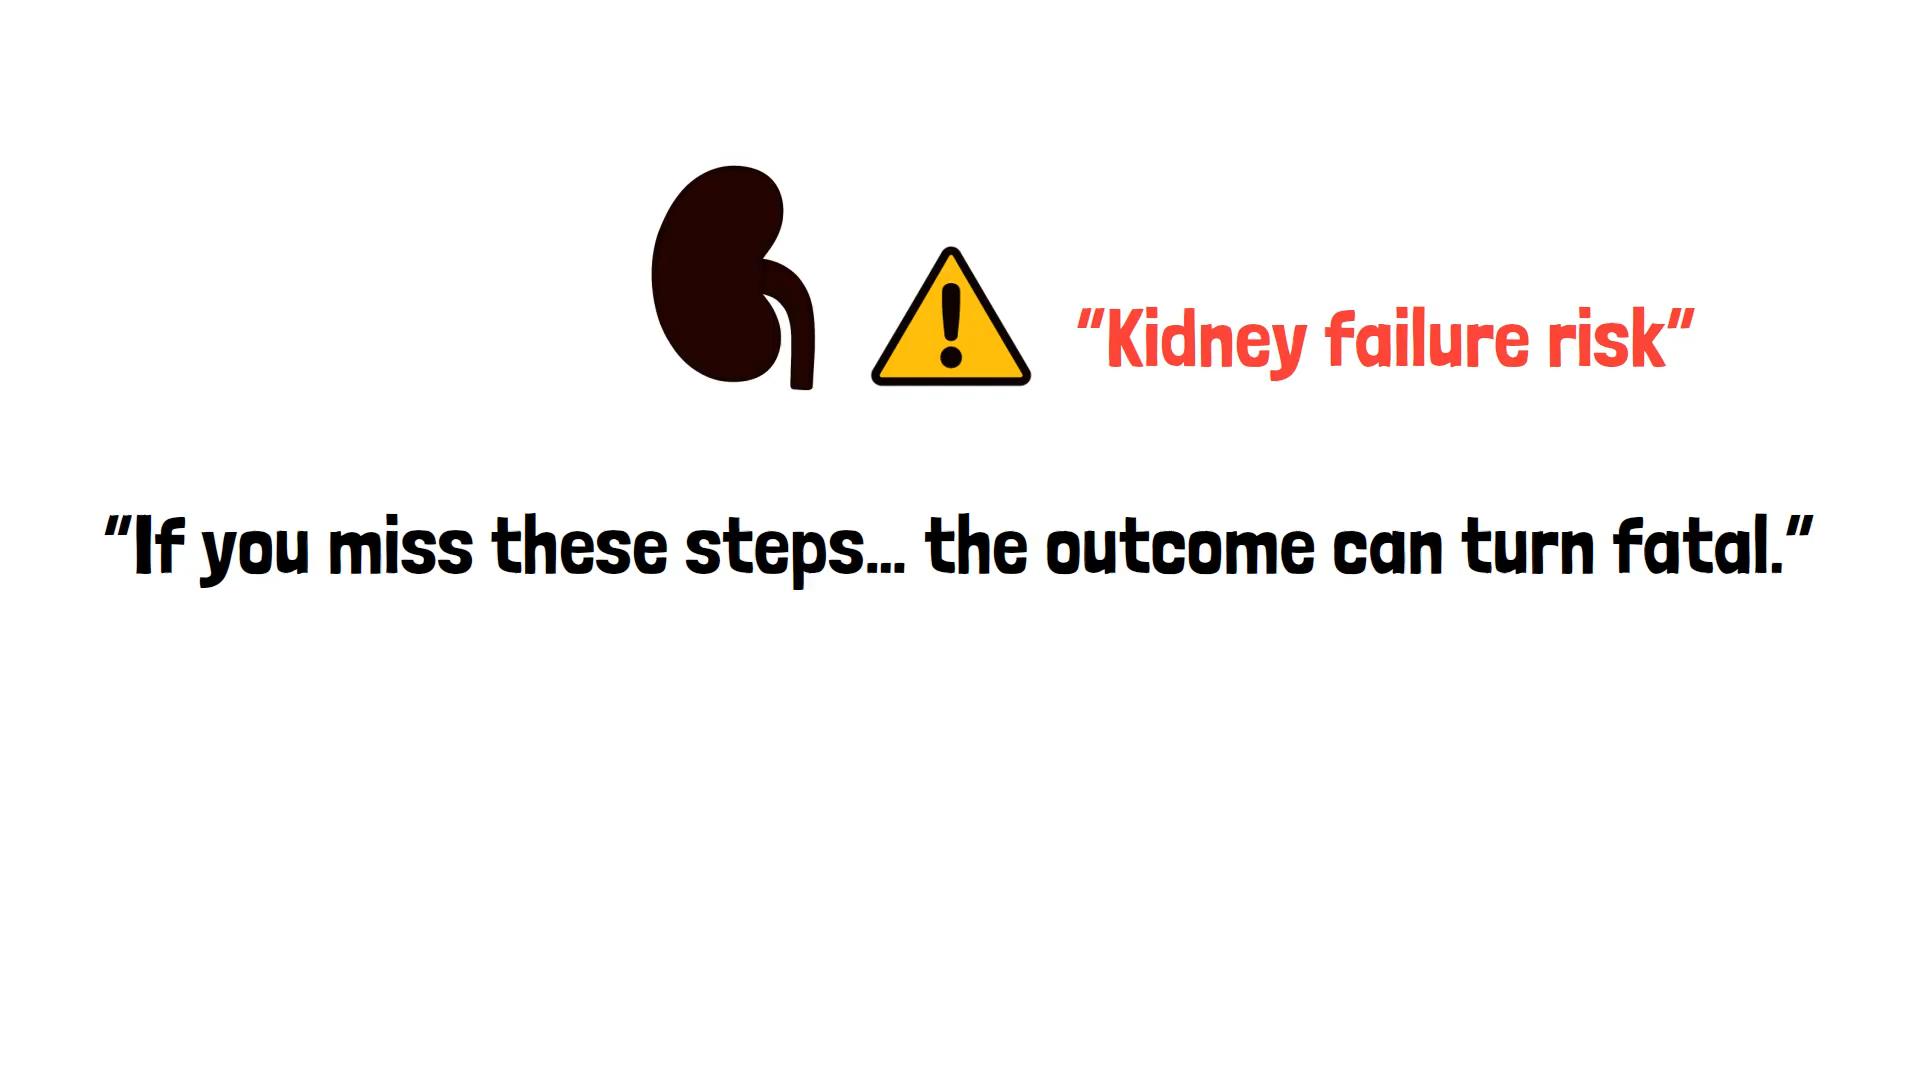 "Kidney failure risk"
"If you miss these steps... the outcome can turn fatal."